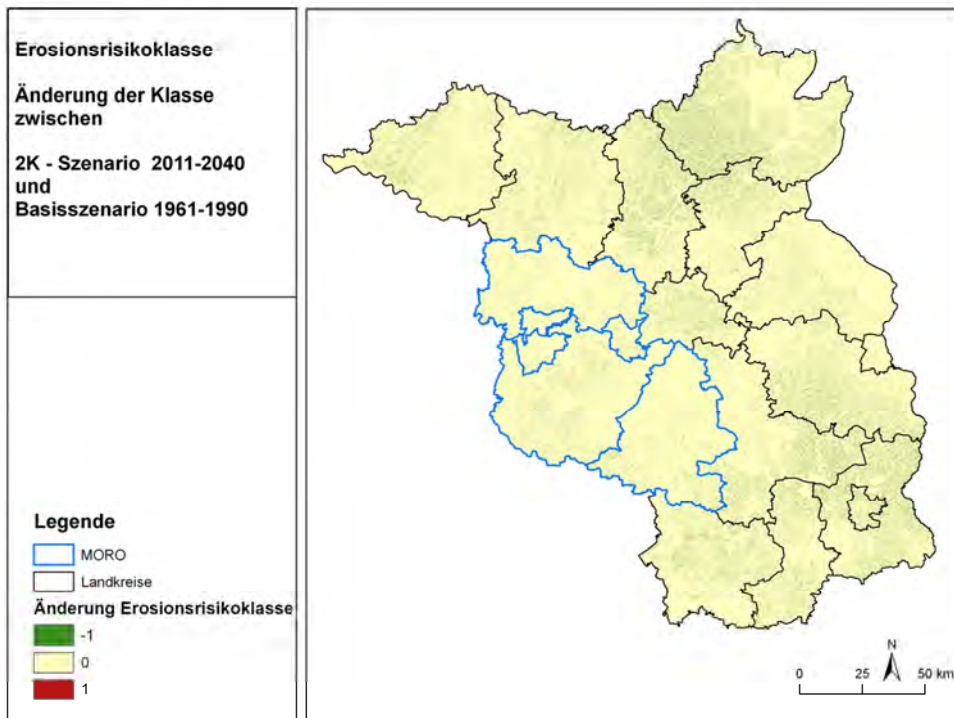 Erosionsrisikoklasse
Änderung der Klasse
zwischen
2K - Szenario 2011-2040
und
Basisszenario 1961-1990
Legende
MORO
Landkreise
Änderung Erosionsrisikoklasse
-1
0
1
N
0 25 50 km